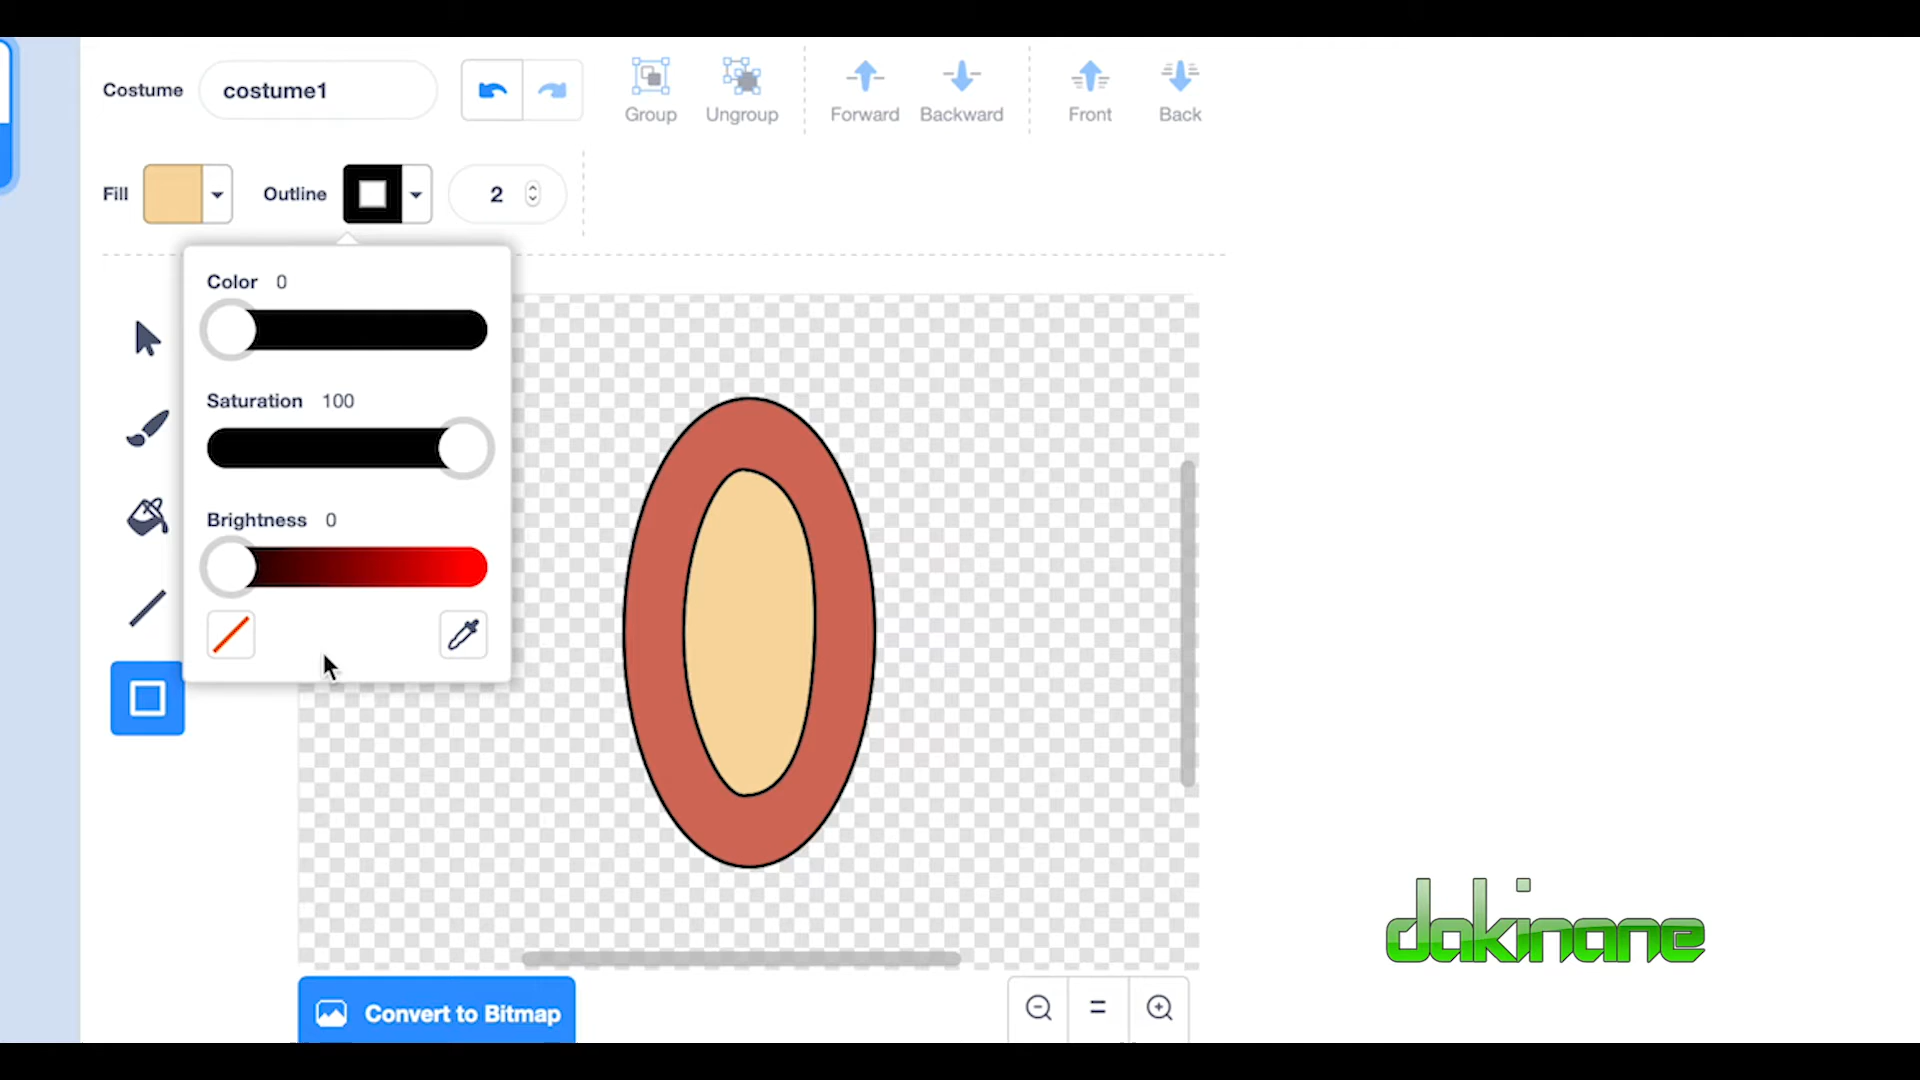 Costume costume1
Group Ungroup Forward Backward Front Back
Fill Outline 2
Color 0
Saturation 100
Brightness 0
Convert to Bitmap
dakinane